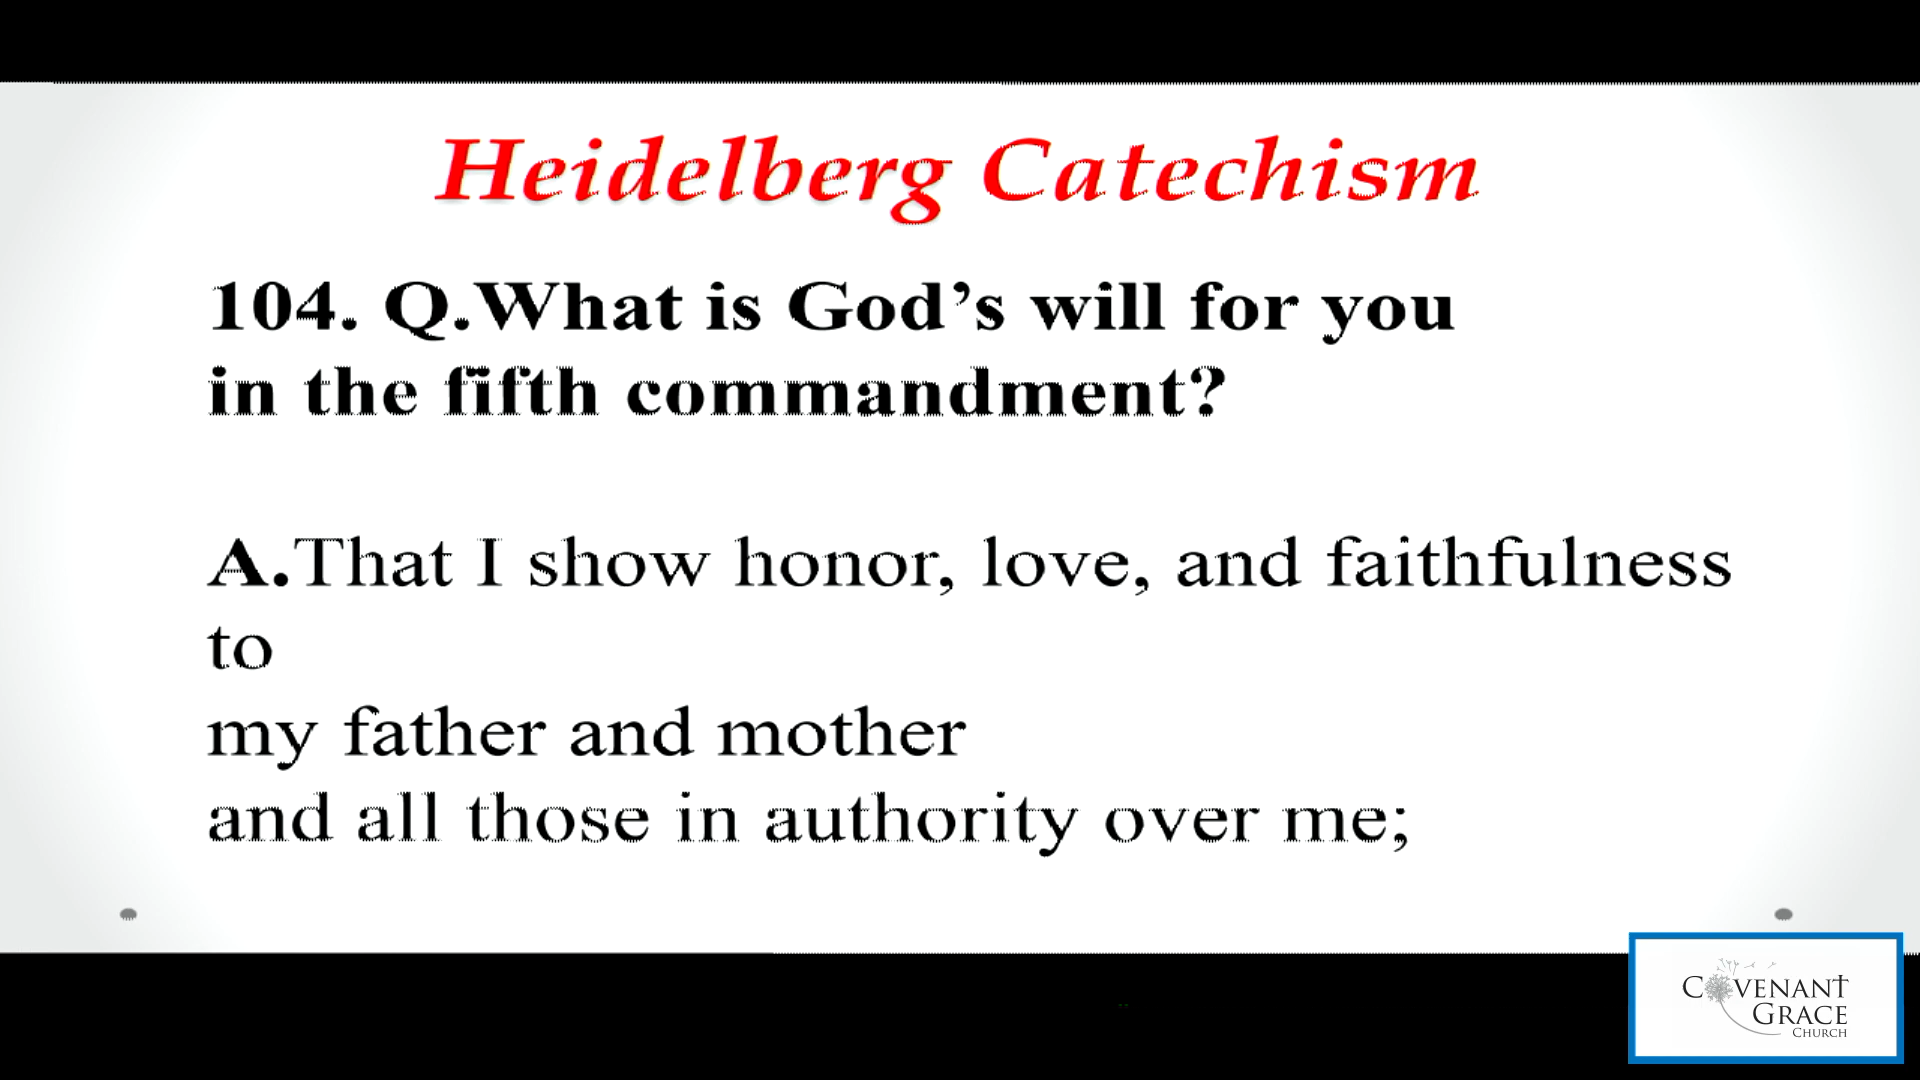 Heidelberg Catechism
104. Q.What is God’s will for you
in the fifth commandment?
A.That I show honor, love, and faithfulness
to
my father and mother
and all those in authority over me;
COVENANT
GRACE
CHURCH